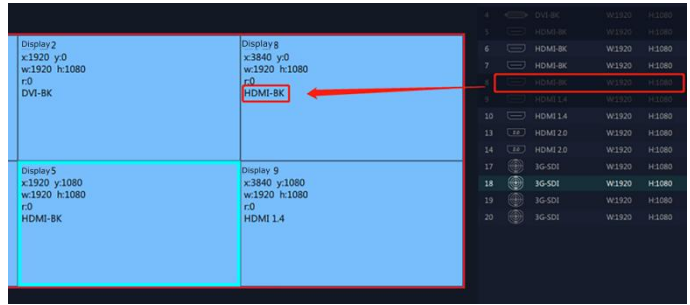 Display 2
x:1920 y:0
w:1920 h:1080
r:0
DVI-BK
Display 8
x:3840 y:0
w:1920 h:1080
r:0
HDMI-BK
Display 5
x:1920 y:1080
w:1920 h:1080
r:0
HDMI-BK
Display 9
x:3840 y:1080
w:1920 h:1080
r:0
HDMI 1.4
4 DVI-BK W:1920 H:1080
5 HDMI-BK W:1920 H:1080
6 HDMI-BK W:1920 H:1080
7 HDMI-BK W:1920 H:1080
8 HDMI-BK W:1920 H:1080
9 HDMI 1.4 W:1920 H:1080
10 HDMI 1.4 W:1920 H:1080
13 HDMI 2.0 W:1920 H:1080
14 HDMI 2.0 W:1920 H:1080
17 3G-SDI W:1920 H:1080
18 3G-SDI W:1920 H:1080
19 3G-SDI W:1920 H:1080
20 3G-SDI W:1920 H:1080